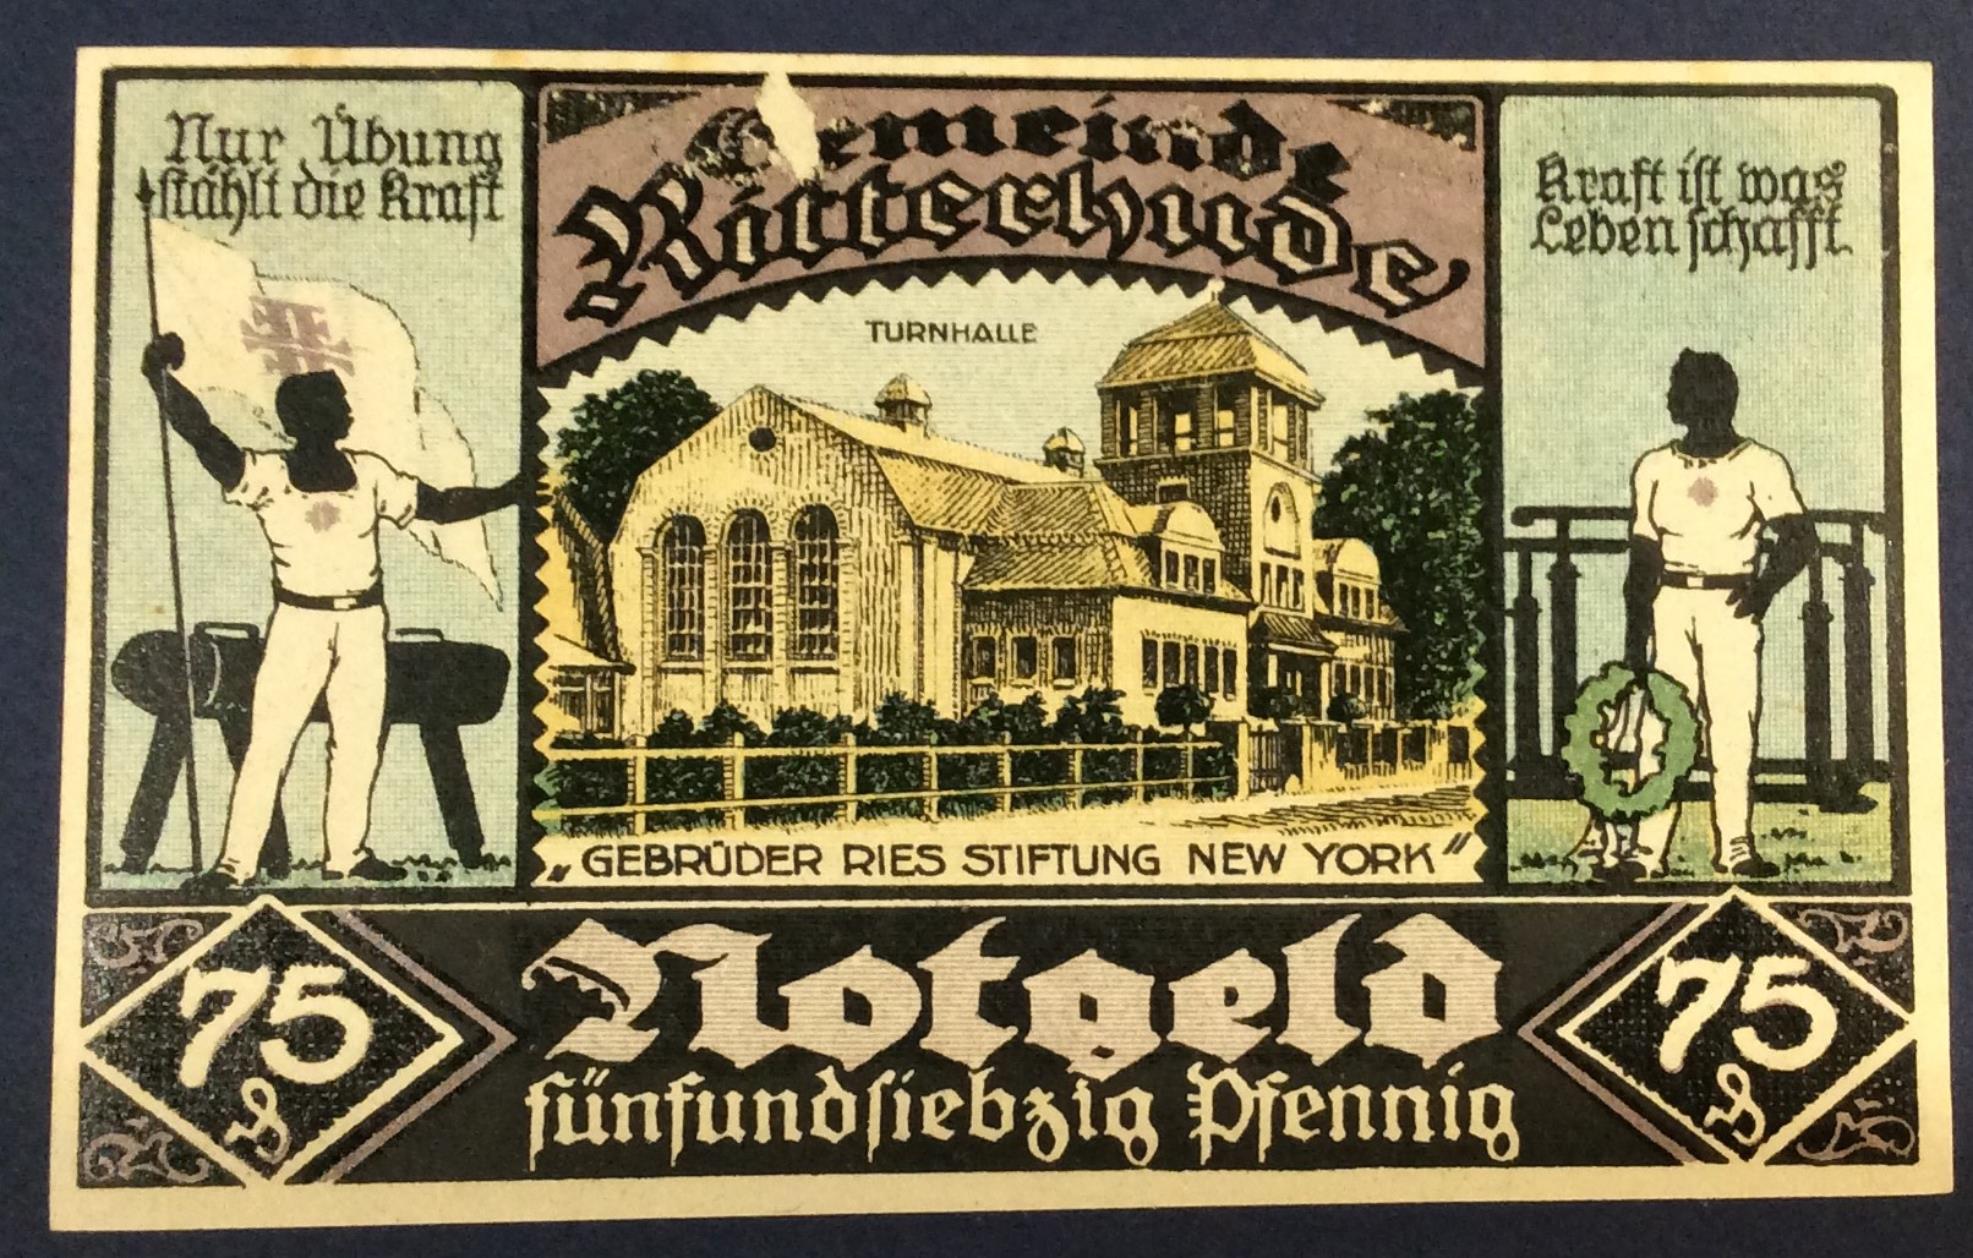 Nur Übung
stählt die Kraft
Gemeinde
Ritterhude
Kraft ist was
Leben schafft.
TURNHALLE
„GEBRÜDER RIES STIFTUNG NEW YORK"
75
₰
Notgeld
fünfundsiebzig Pfennig
75
₰